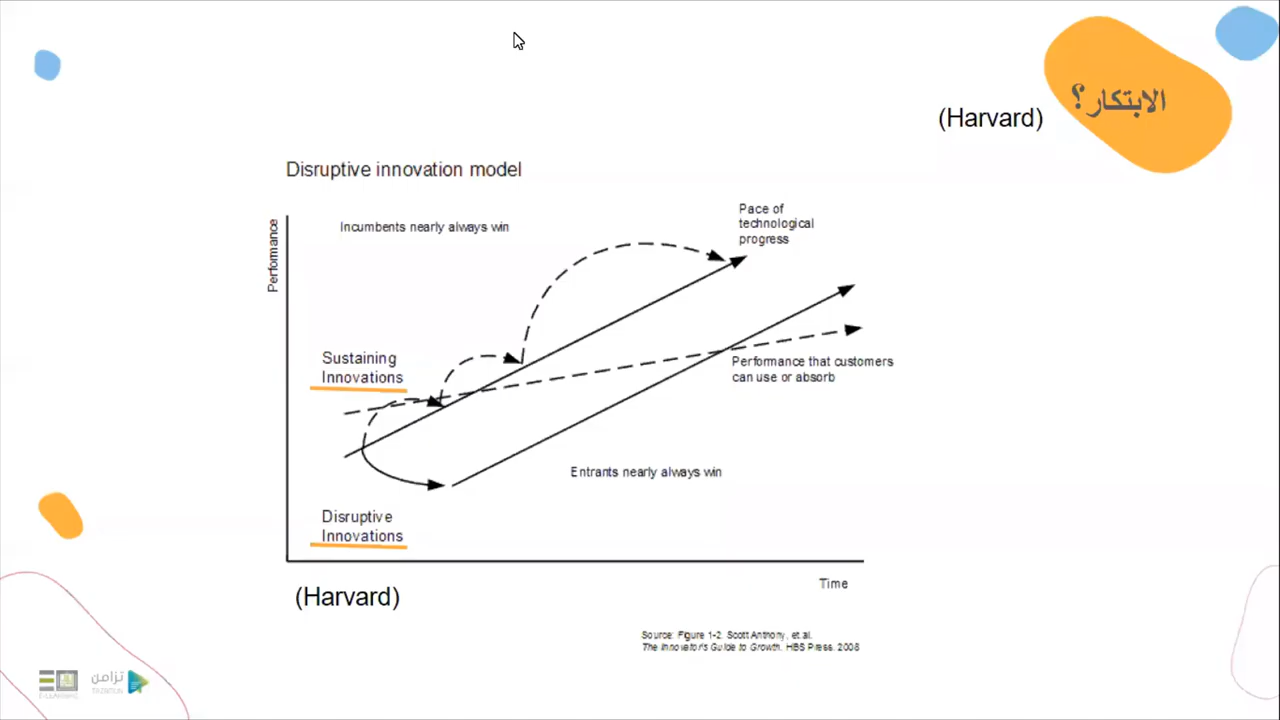 الابتكار؟
(Harvard)
Disruptive innovation model
Performance
Incumbents nearly always win
Pace of
technological
progress
Sustaining
Innovations
Performance that customers
can use or absorb
Entrants nearly always win
Disruptive
Innovations
Time
(Harvard)
Source: Figure 1-2. Scott Anthony, et.al.
The Innovator's Guide to Growth. HBS Press. 2008
تزامن
TAZAMON
E-LEARNING